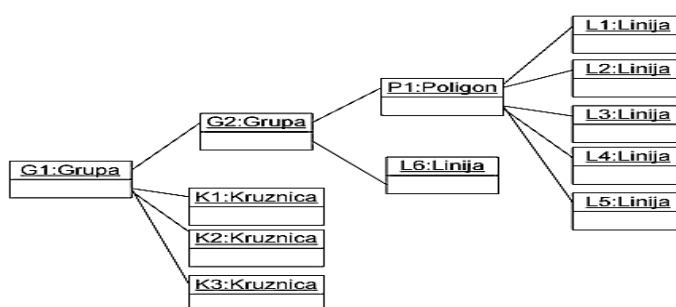 L1:Linija
L2:Linija
P1:Poligon
L3:Linija
G2:Grupa
L4:Linija
G1:Grupa
L6:Linija
K1:Kruznica
L5:Linija
K2:Kruznica
K3:Kruznica